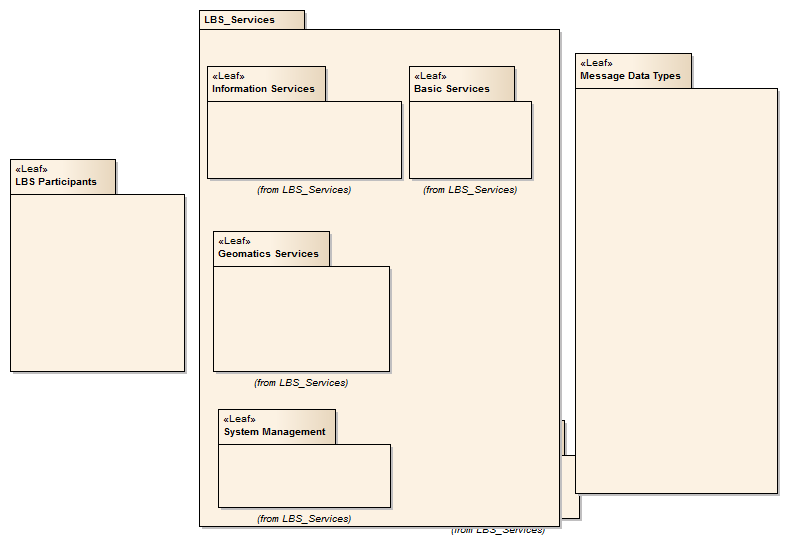 LBS_Services
«Leaf»
Information Services
(from LBS_Services)
«Leaf»
Basic Services
(from LBS_Services)
«Leaf»
Message Data Types
«Leaf»
LBS Participants
«Leaf»
Geomatics Services
(from LBS_Services)
«Leaf»
System Management
(from LBS_Services)
(from LBS_Services)